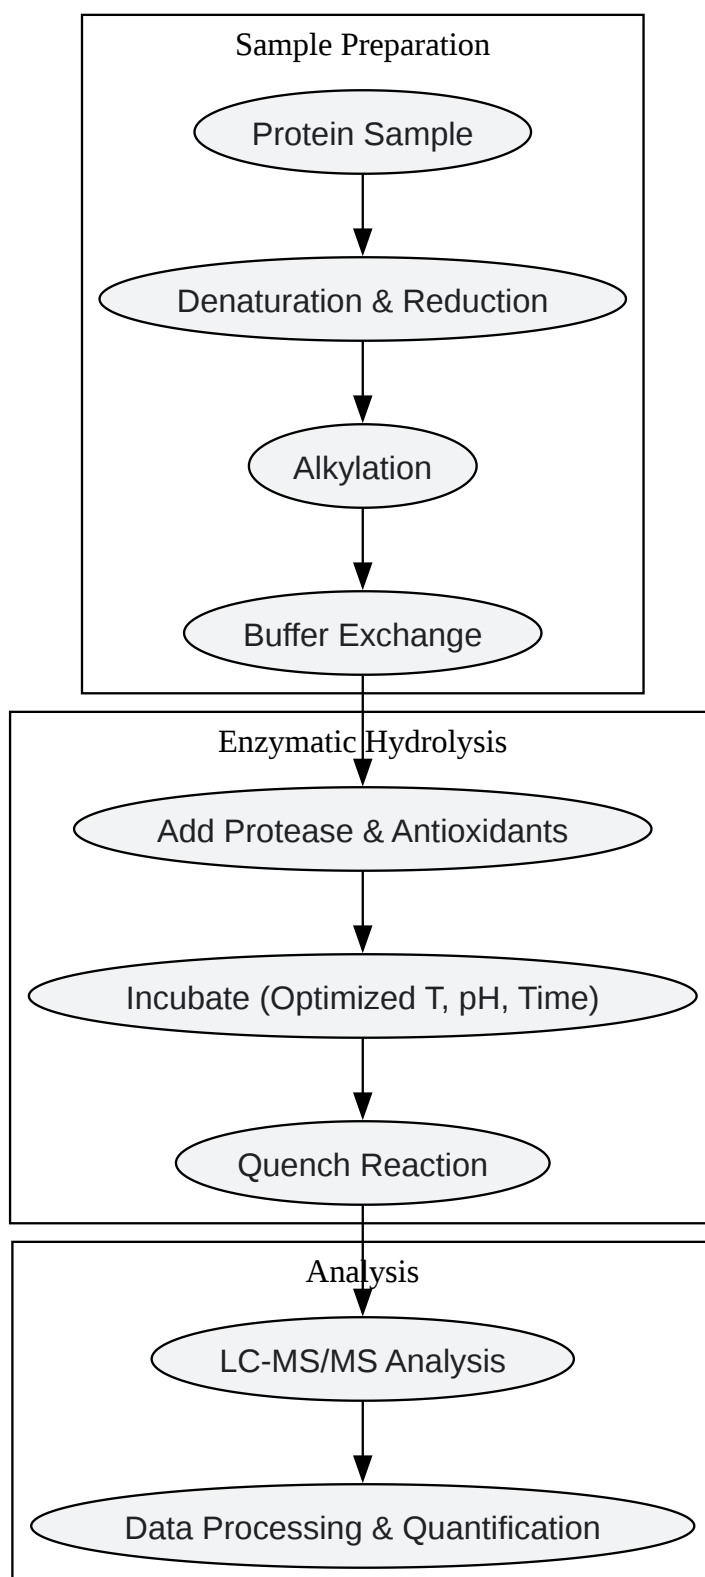 Sample Preparation
Protein Sample
Denaturation & Reduction
Alkylation
Buffer Exchange
Enzymatic Hydrolysis
Add Protease & Antioxidants
Incubate (Optimized T, pH, Time)
Quench Reaction
Analysis
LC-MS/MS Analysis
Data Processing & Quantification